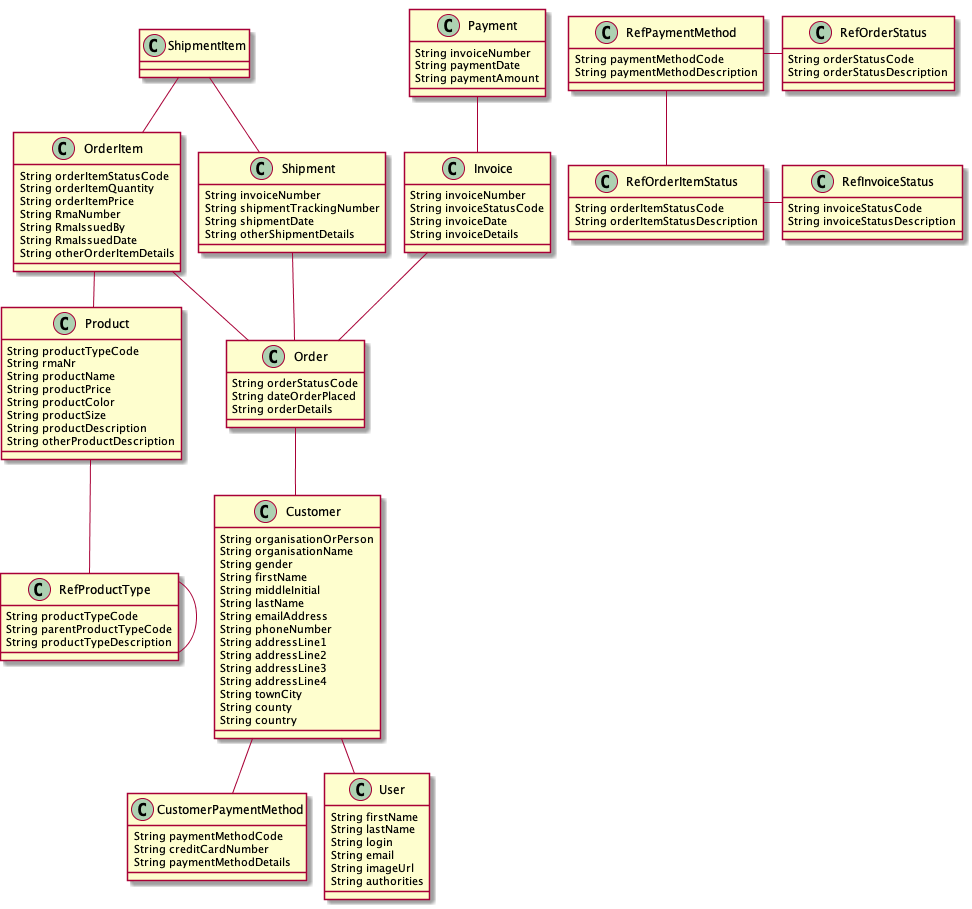 C ShipmentItem
C Payment
String invoiceNumber
String paymentDate
String paymentAmount
C RefPaymentMethod
String paymentMethodCode
String paymentMethodDescription
C RefOrderStatus
String orderStatusCode
String orderStatusDescription
C OrderItem
String orderItemStatusCode
String orderItemQuantity
String orderItemPrice
String RmaNumber
String RmaIssuedBy
String RmaIssuedDate
String otherOrderItemDetails
C Shipment
String invoiceNumber
String shipmentTrackingNumber
String shipmentDate
String otherShipmentDetails
C Invoice
String invoiceNumber
String invoiceStatusCode
String invoiceDate
String invoiceDetails
C RefOrderItemStatus
String orderItemStatusCode
String orderItemStatusDescription
C RefInvoiceStatus
String invoiceStatusCode
String invoiceStatusDescription
C Product
String productTypeCode
String rmaNr
String productName
String productPrice
String productColor
String productSize
String productDescription
String otherProductDescription
C Order
String orderStatusCode
String dateOrderPlaced
String orderDetails
C Customer
String organisationOrPerson
String organisationName
String gender
String firstName
String middleInitial
String lastName
String emailAddress
String phoneNumber
String addressLine1
String addressLine2
String addressLine3
String addressLine4
String townCity
String county
String country
C RefProductType
String productTypeCode
String parentProductTypeCode
String productTypeDescription
C CustomerPaymentMethod
String paymentMethodCode
String creditCardNumber
String paymentMethodDetails
C User
String firstName
String lastName
String login
String email
String imageUrl
String authorities